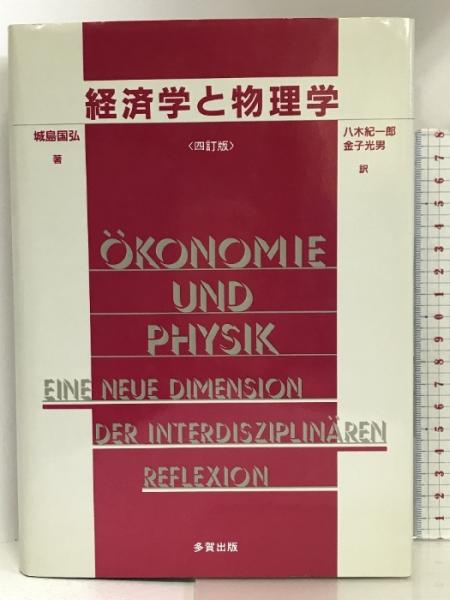 経済学と物理学
城島国弘
著
〈四訂版〉
八木紀一郎
金子光男
訳
ÖKONOMIE
UND
PHYSIK
EINE NEUE DIMENSION
DER INTERDISZIPLINÄREN
REFLEXION
多賀出版